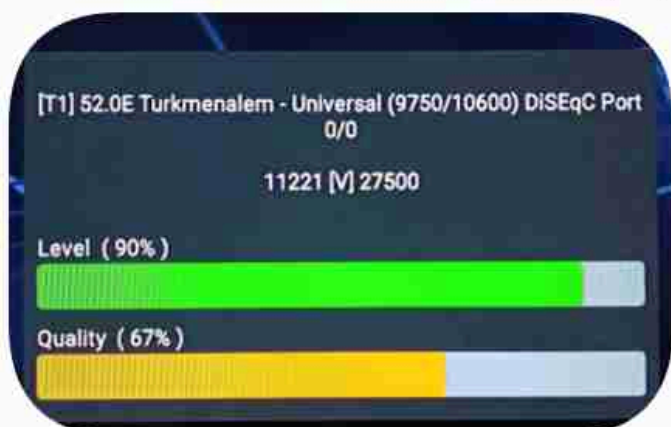 [T1] 52.0E Turkmenalem - Universal (9750/10600) DiSEqC Port
0/0
11221 [V] 27500
Level ( 90% )
Quality ( 67% )